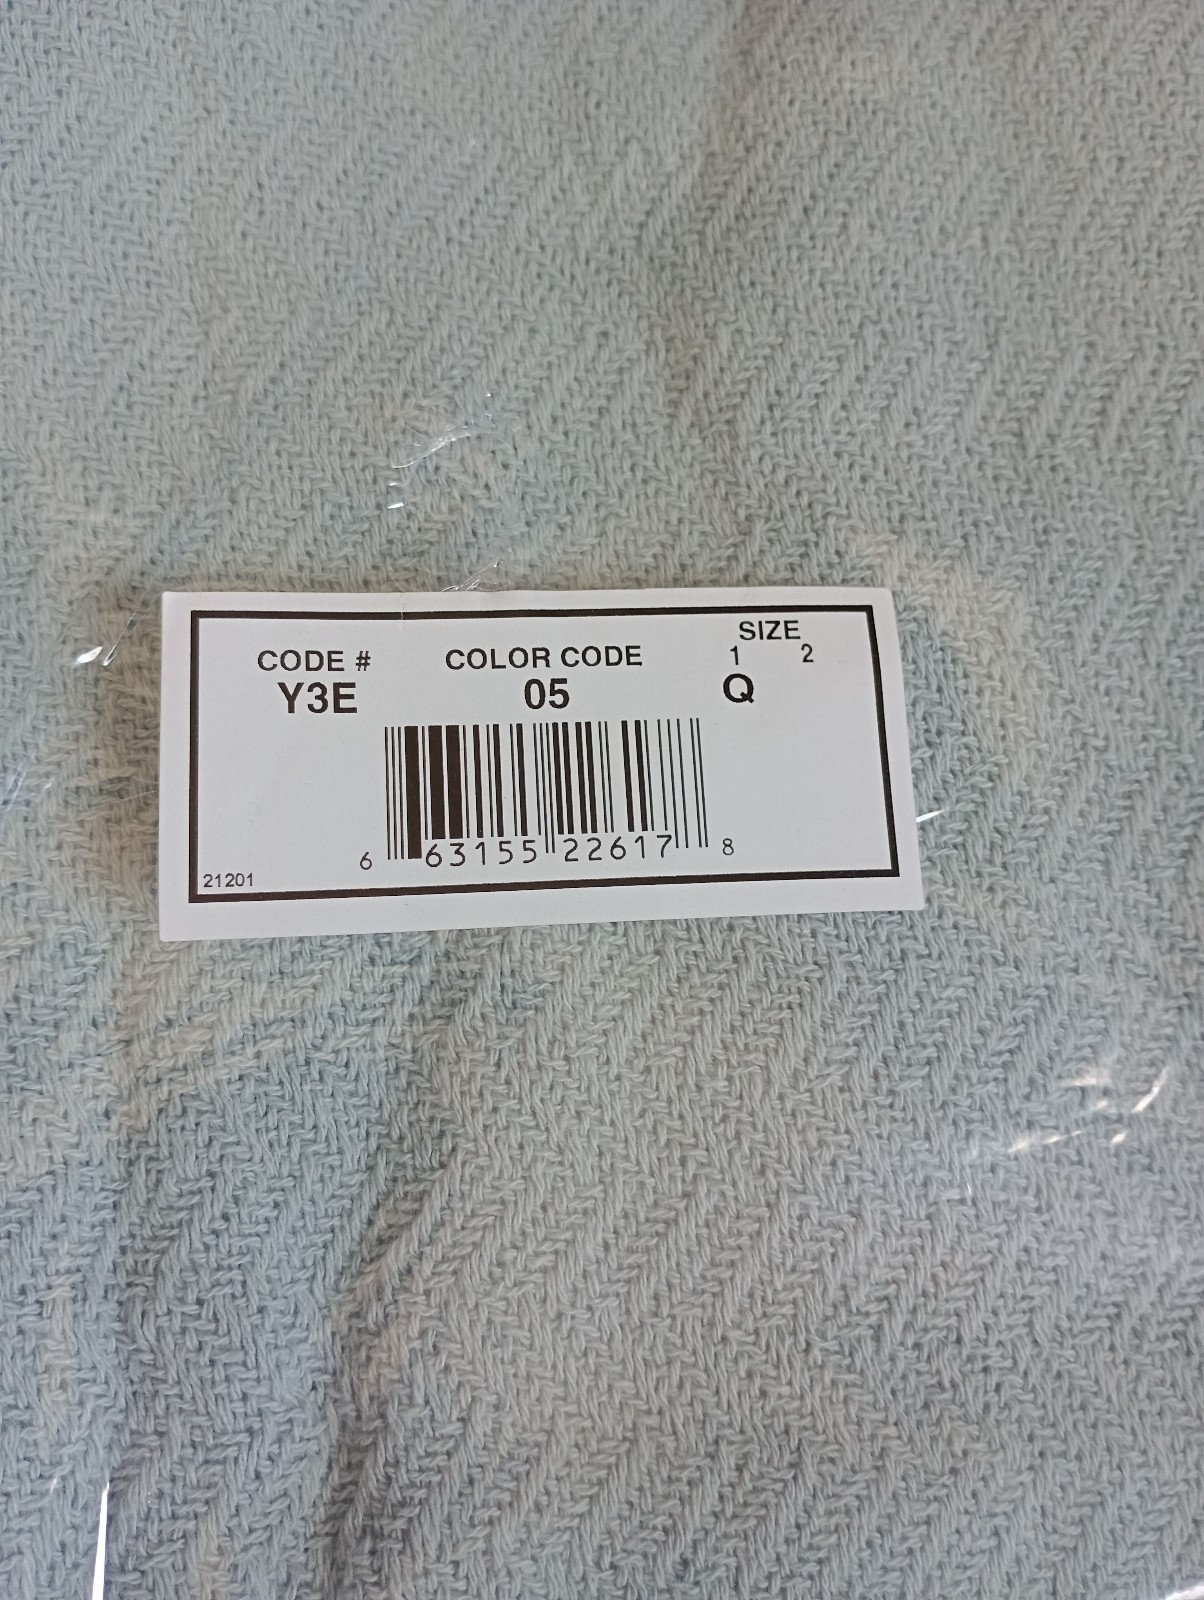 CODE # COLOR CODE SIZE
1 2
Y3E 05 Q
6 63155 22617 8
21201